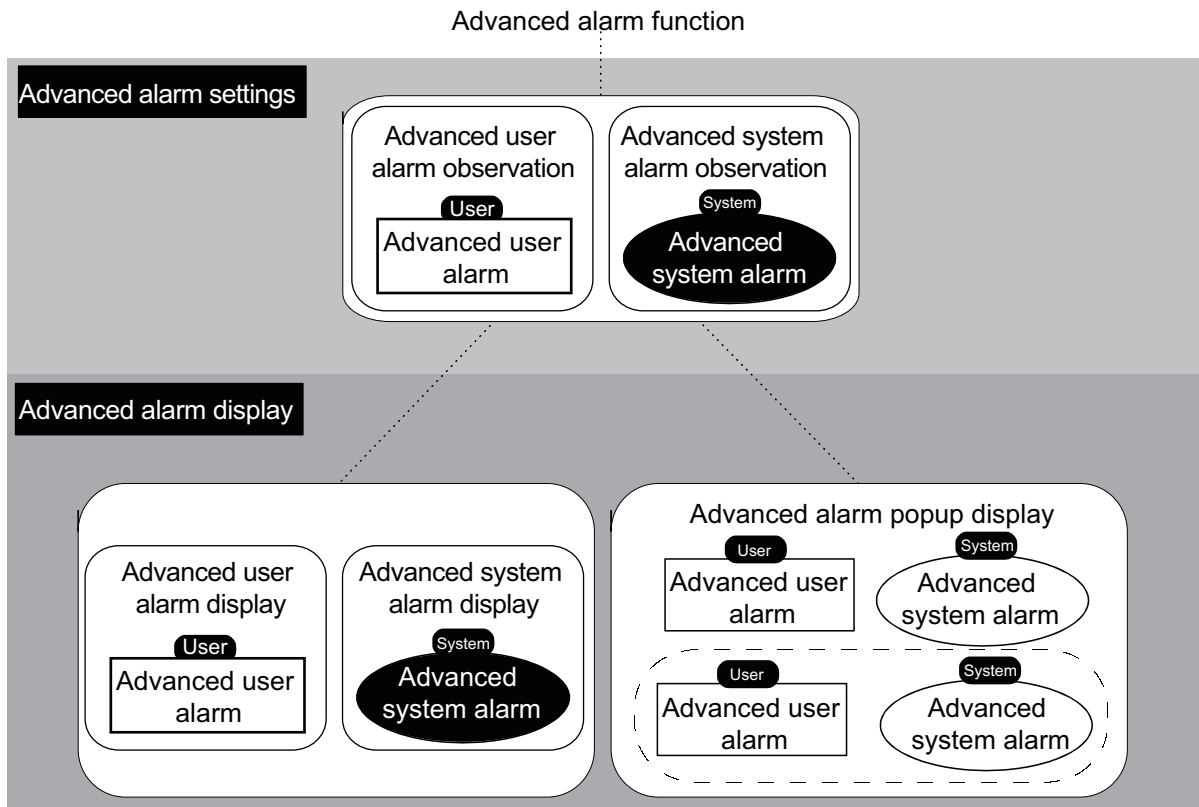 Advanced alarm function
Advanced alarm settings
Advanced user
alarm observation
User
Advanced user
alarm
Advanced system
alarm observation
System
Advanced
system alarm
Advanced alarm display
Advanced user
alarm display
User
Advanced user
alarm
Advanced system
alarm display
System
Advanced
system alarm
Advanced alarm popup display
User
Advanced user
alarm
System
Advanced
system alarm
User
Advanced user
alarm
System
Advanced
system alarm